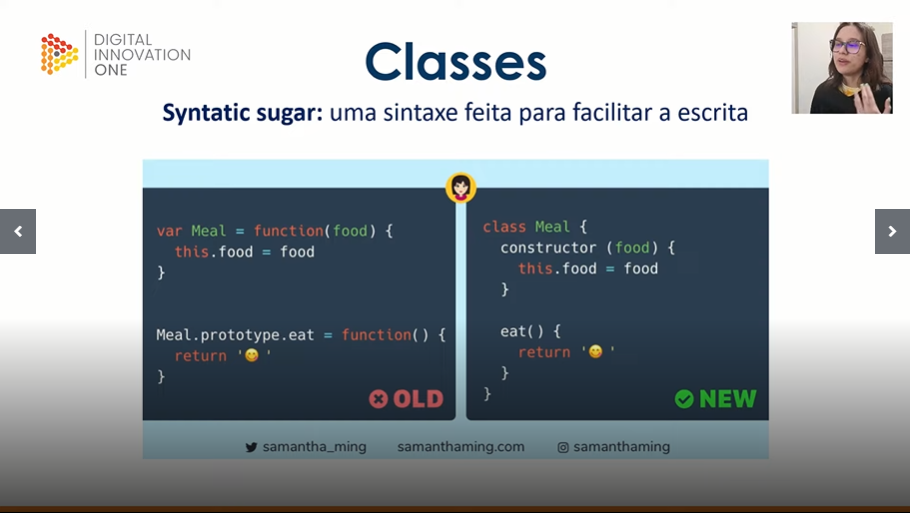 DIGITAL
INNOVATION
ONE
Classes
Syntatic sugar: uma sintaxe feita para facilitar a escrita
var Meal = function(food) {
this.food = food
}
Meal.prototype.eat = function() {
return '😋'
}
OLD
class Meal {
constructor (food) {
this.food = food
}
eat() {
return '😋'
}
}
NEW
samantha_ming
samanthaming.com
samanthaming